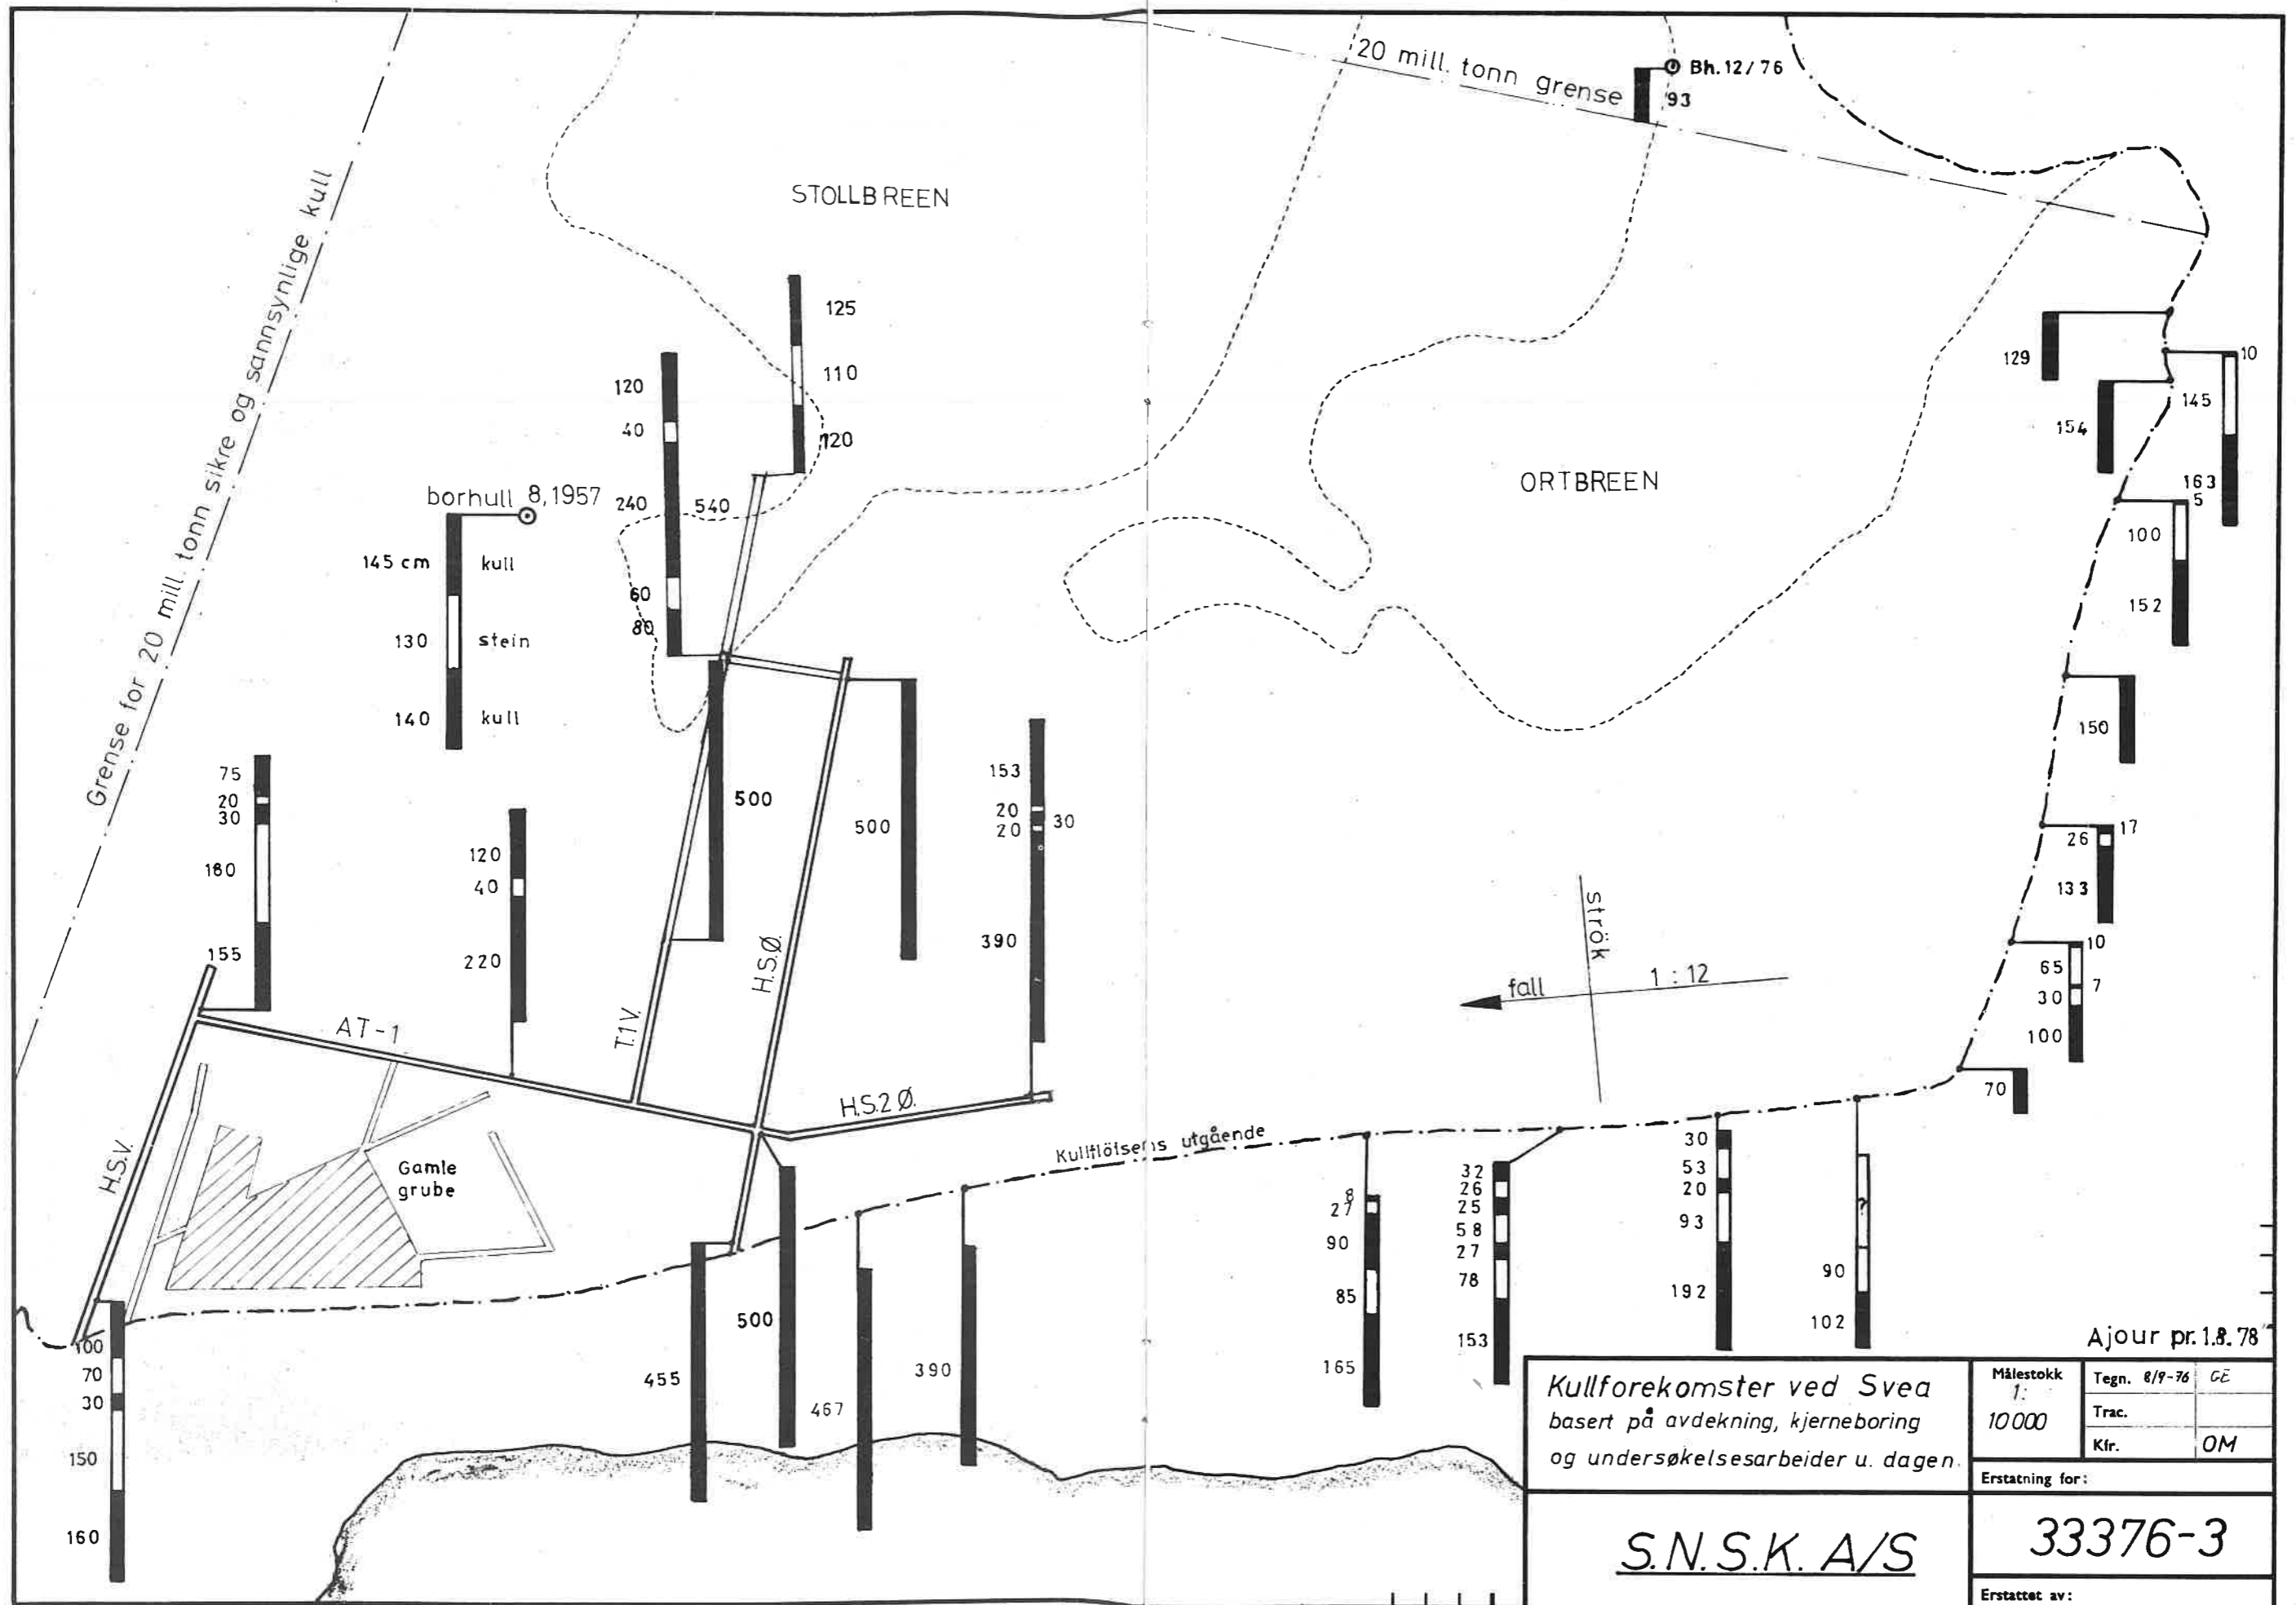 20 mill. tonn grense
Bh. 12/76
93
STOLLBREEN
Grense for 20 mill. tonn sikre og sannsynlige kull
125
110
120
120
40
240
540
60
80
borhull 8,1957
145 cm kull
130 stein
140 kull
ORTBREEN
129
10
145
154
163
5
100
152
150
17
26
133
10
65
7
30
100
70
75
20
30
180
155
120
40
220
500
500
153
20
20
30
390
strök
fall 1 : 12
AT-1
T.1V.
H.S.Ø.
H.S.2Ø.
H.S.V.
Gamle
grube
Kullflötsens utgående
100
70
30
150
160
455
500
467
390
8
27
90
85
165
32
26
25
58
27
78
153
30
53
20
93
192
?
90
102
Ajour pr. 1.8.78
Kullforekomster ved Svea
basert på avdekning, kjerneboring
og undersøkelsesarbeider u. dagen.
Målestokk
1:
10000
Tegn. 8/9-76 GE
Trac.
Kfr. OM
Erstatning for:
S.N.S.K. A/S
33376-3
Erstattet av: